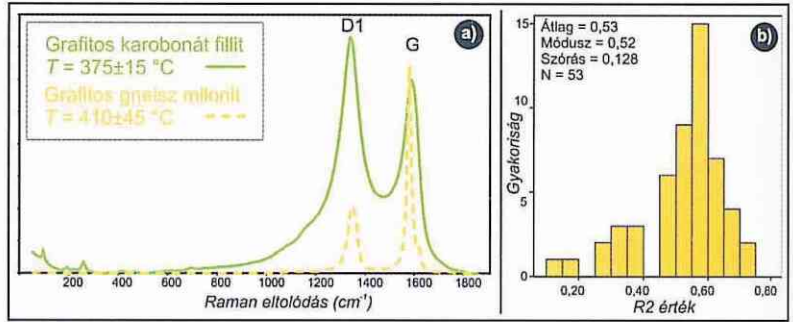 D1
G
a)
Grafitos karobonát fillit
T = 375±15 °C
Grafitos gneisz milonit
T = 410±45 °C
200 400 600 800 1000 1200 1400 1600 1800
Raman eltolódás (cm⁻¹)
b)
Átlag = 0,53
Módusz = 0,52
Szórás = 0,128
N = 53
15
10
5
0
Gyakoriság
0,20 0,40 0,60 0,80
R2 érték